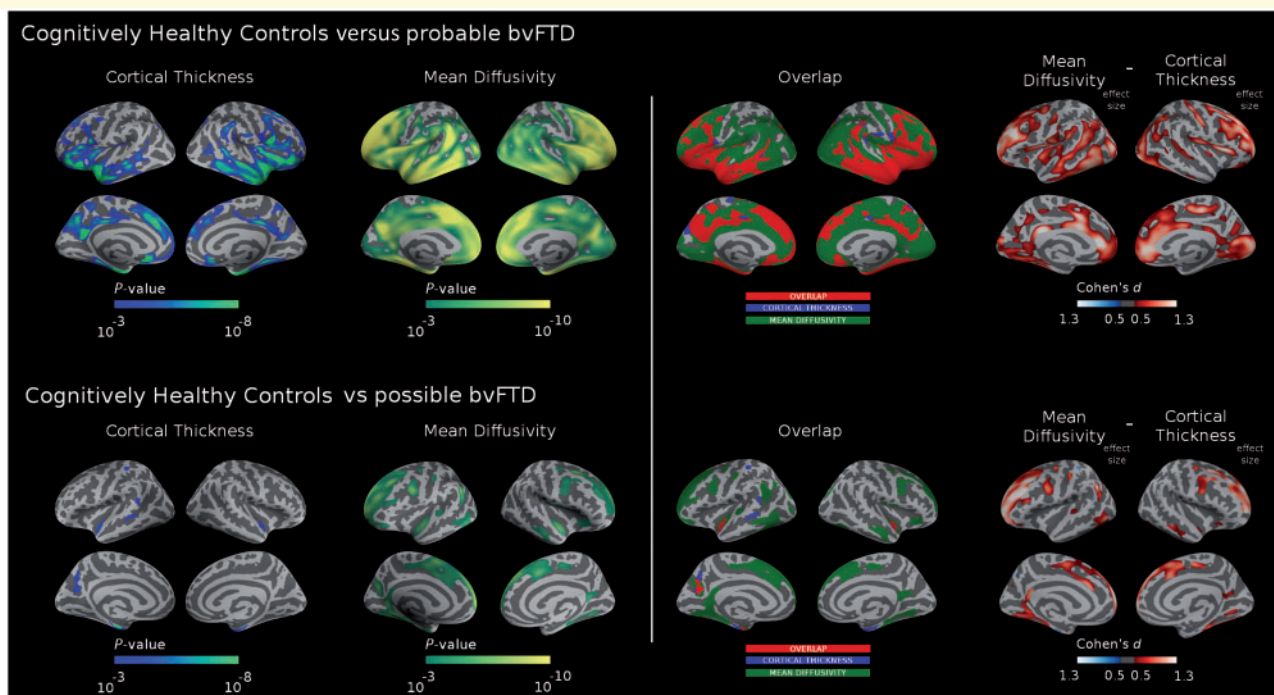 Cognitively Healthy Controls versus probable bvFTD
Cortical Thickness
Mean Diffusivity
Overlap
Mean Diffusivity effect size
-
Cortical Thickness effect size
P-value
10-3 10-8
P-value
10-3 10-10
OVERLAP
CORTICAL THICKNESS
MEAN DIFFUSIVITY
Cohen's d
1.3 0.5 0.5 1.3
Cognitively Healthy Controls vs possible bvFTD
Cortical Thickness
Mean Diffusivity
Overlap
Mean Diffusivity effect size
-
Cortical Thickness effect size
P-value
10-3 10-8
P-value
10-3 10-10
OVERLAP
CORTICAL THICKNESS
MEAN DIFFUSIVITY
Cohen's d
1.3 0.5 0.5 1.3